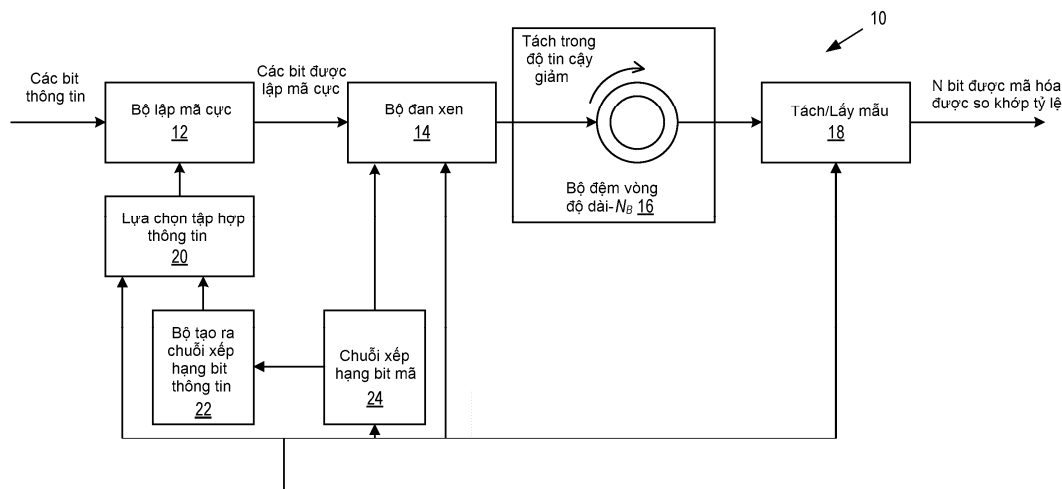 10
Các bit
thông tin
Bộ lập mã cực
12
Các bit được
lập mã cực
Bộ đan xen
14
Tách trong
độ tin cậy
giảm
Bộ đệm vòng
độ dài-NB 16
Tách/Lấy mẫu
18
N bit được mã hóa
được so khớp tỷ lệ
Lựa chọn tập hợp
thông tin
20
Bộ tạo ra
chuỗi xếp
hạng bit
thông tin
22
Chuỗi xếp
hạng bit mã
24